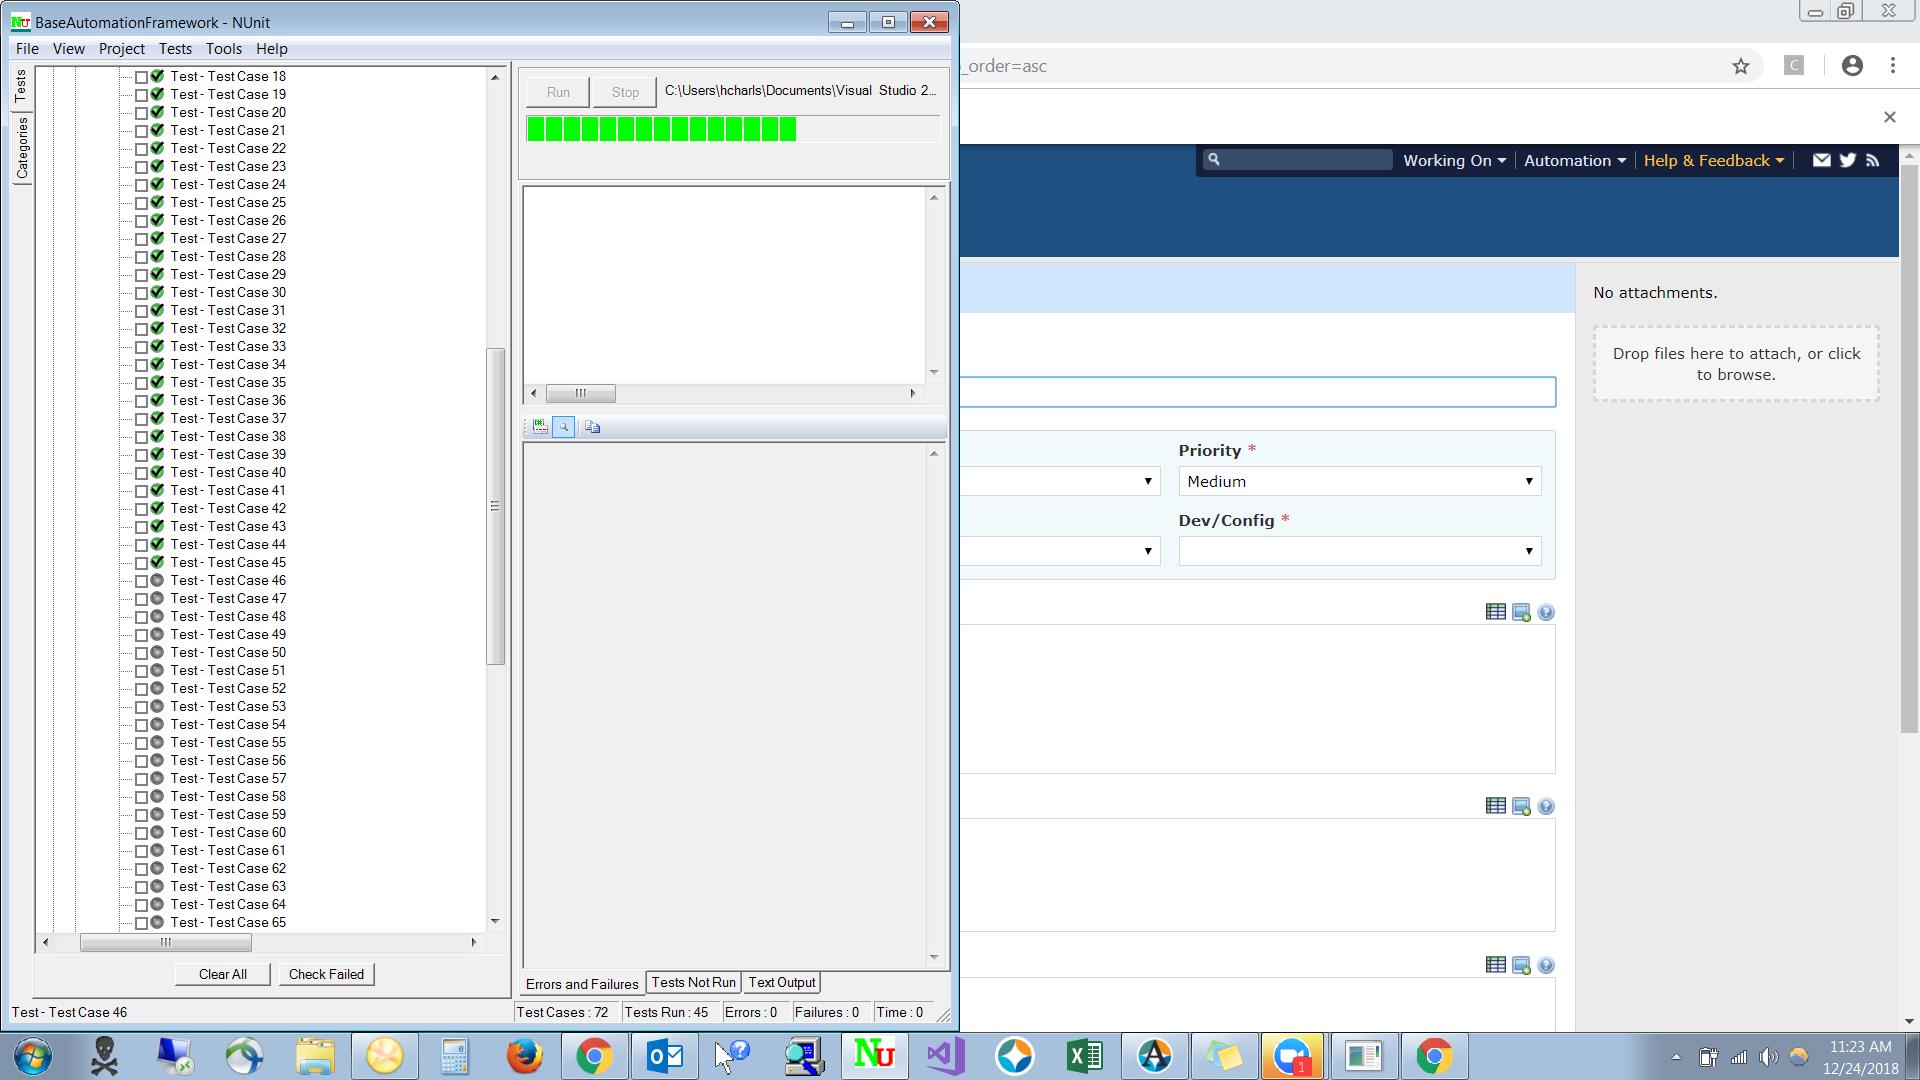 BaseAutomationFramework - NUnit
File View Project Tests Tools Help
Tests
Categories
Test - Test Case 18
Test - Test Case 19
Test - Test Case 20
Test - Test Case 21
Test - Test Case 22
Test - Test Case 23
Test - Test Case 24
Test - Test Case 25
Test - Test Case 26
Test - Test Case 27
Test - Test Case 28
Test - Test Case 29
Test - Test Case 30
Test - Test Case 31
Test - Test Case 32
Test - Test Case 33
Test - Test Case 34
Test - Test Case 35
Test - Test Case 36
Test - Test Case 37
Test - Test Case 38
Test - Test Case 39
Test - Test Case 40
Test - Test Case 41
Test - Test Case 42
Test - Test Case 43
Test - Test Case 44
Test - Test Case 45
Test - Test Case 46
Test - Test Case 47
Test - Test Case 48
Test - Test Case 49
Test - Test Case 50
Test - Test Case 51
Test - Test Case 52
Test - Test Case 53
Test - Test Case 54
Test - Test Case 55
Test - Test Case 56
Test - Test Case 57
Test - Test Case 58
Test - Test Case 59
Test - Test Case 60
Test - Test Case 61
Test - Test Case 62
Test - Test Case 63
Test - Test Case 64
Test - Test Case 65
Clear All Check Failed
Run Stop C:\Users\hcharls\Documents\Visual Studio 2...
Errors and Failures Tests Not Run Text Output
Test - Test Case 46 Test Cases : 72 Tests Run : 45 Errors : 0 Failures : 0 Time : 0
_order=asc
C
Working On Automation Help & Feedback
No attachments.
Drop files here to attach, or click
to browse.
Priority *
Medium
Dev/Config *
Nu
1
11:23 AM
12/24/2018